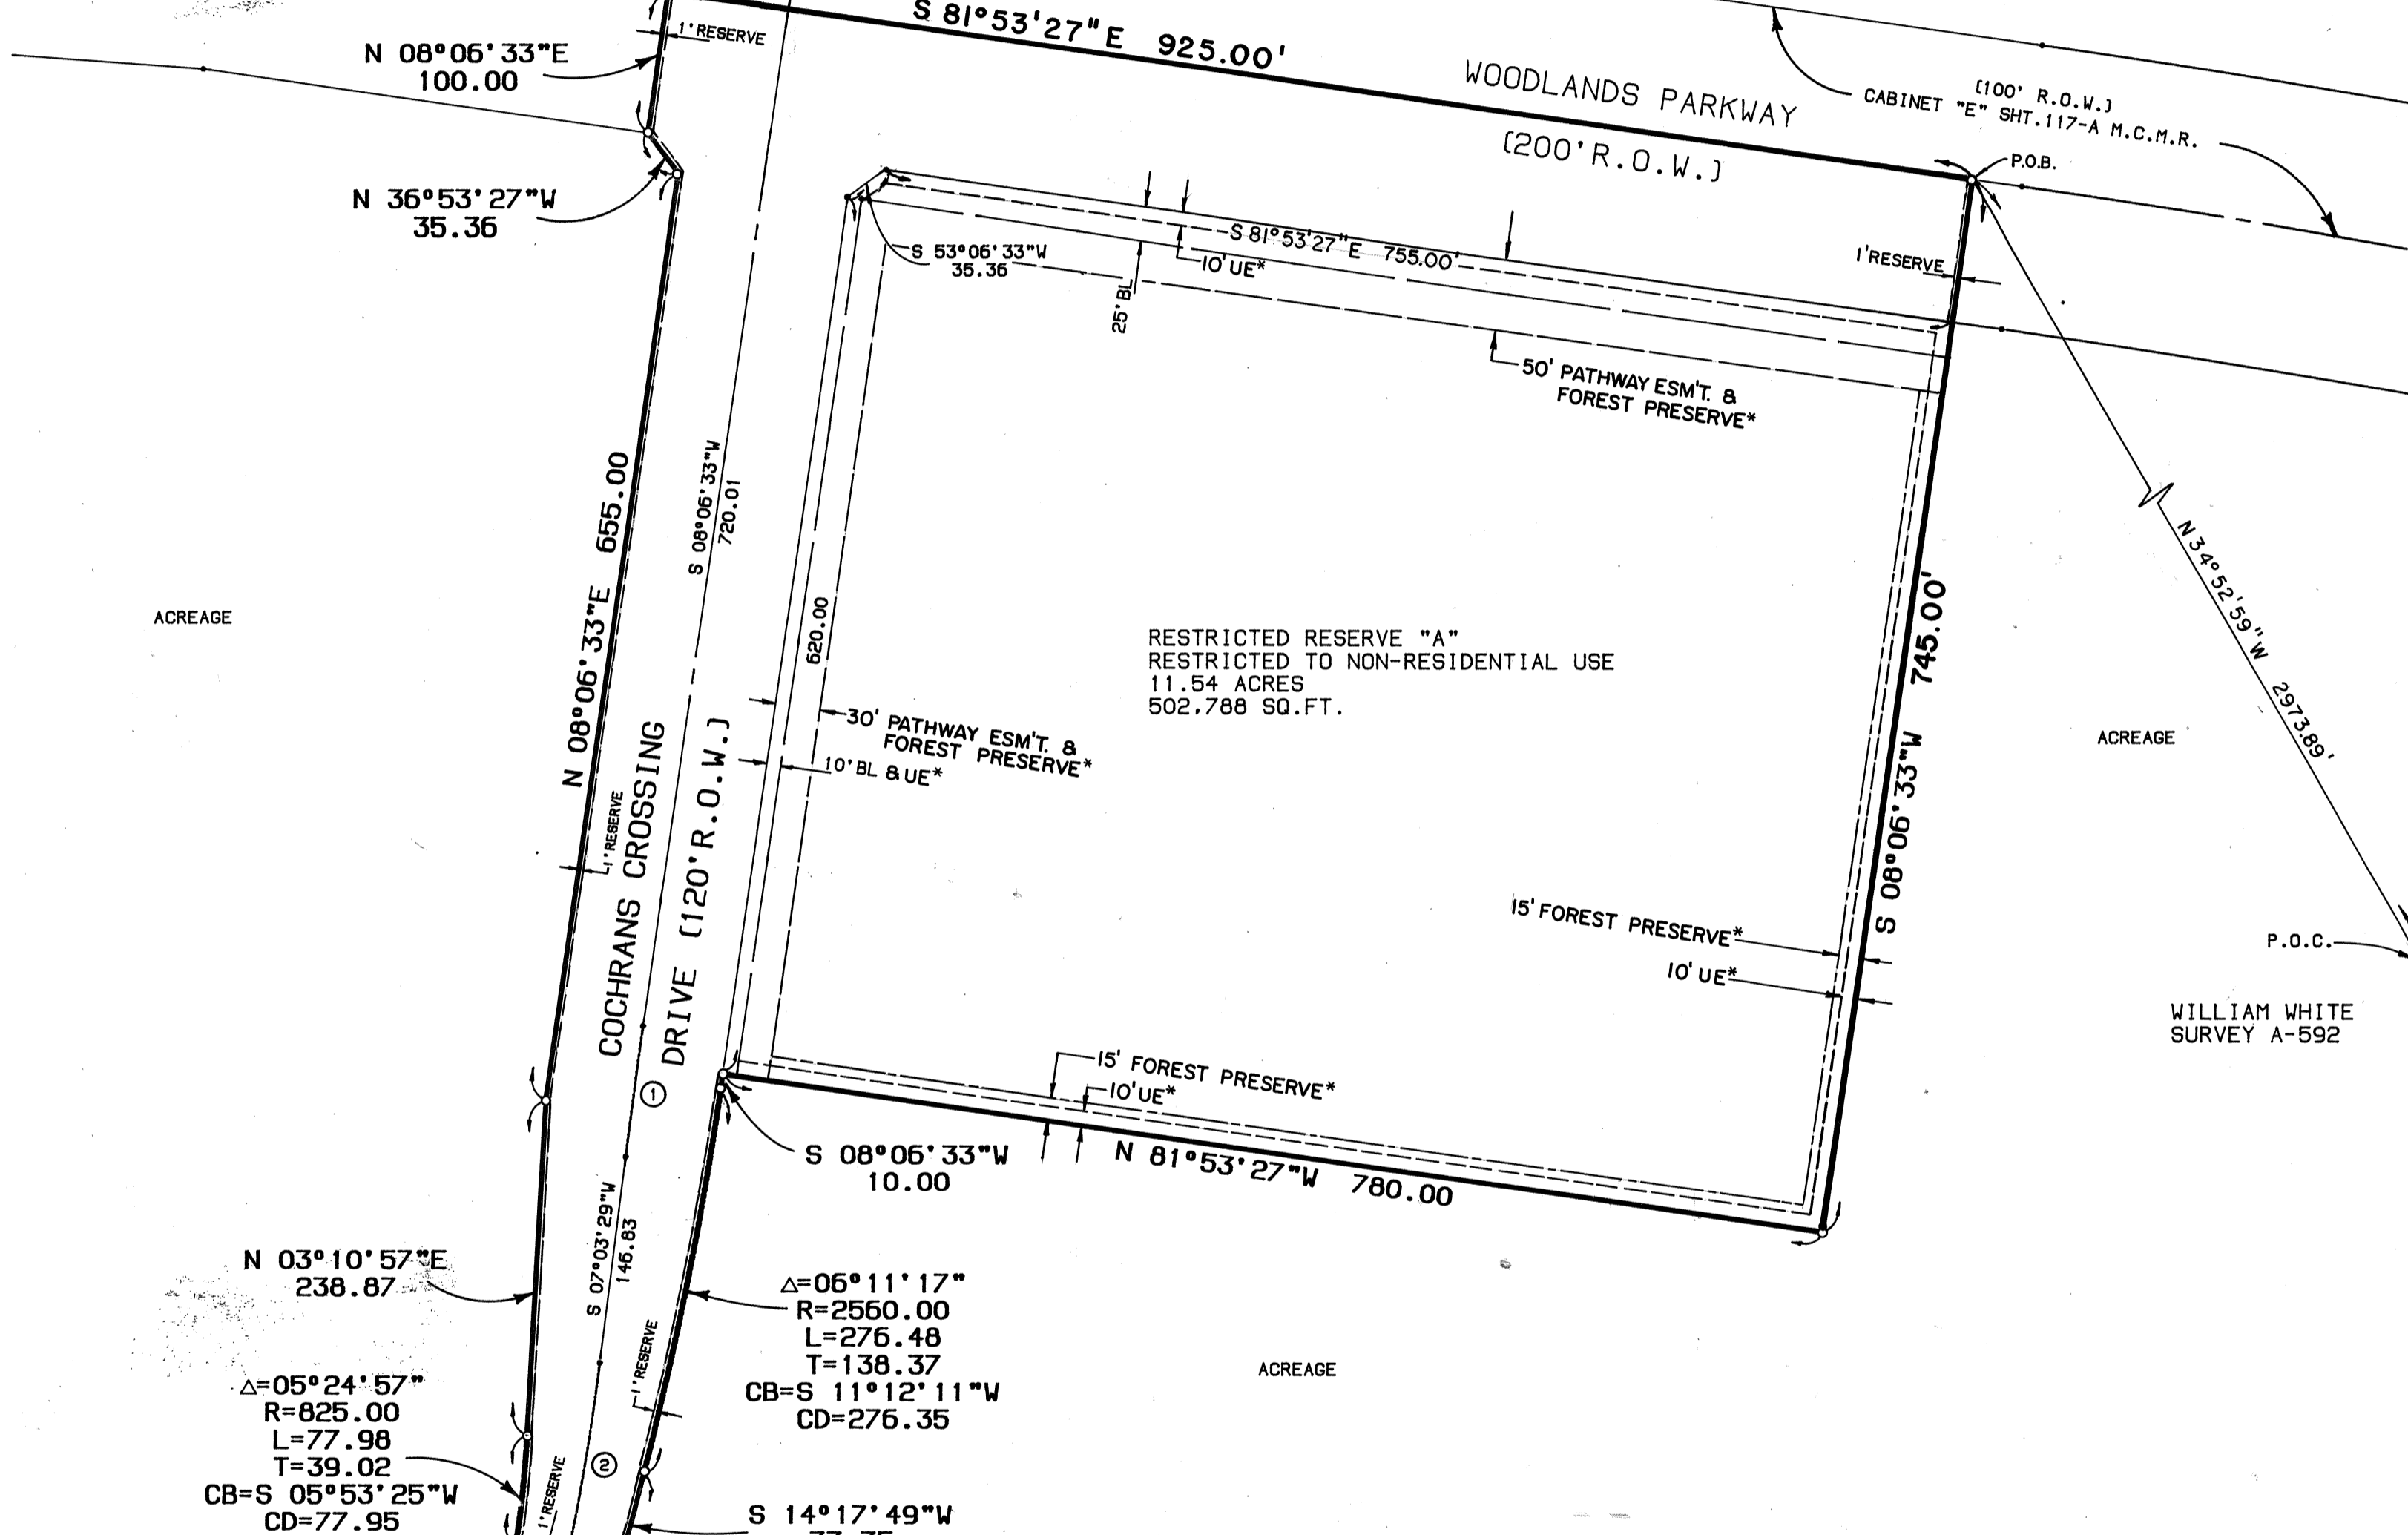 S 81°53'27"E 925.00'
1' RESERVE
N 08°06'33"E
100.00
WOODLANDS PARKWAY
(200' R.O.W.)
(100' R.O.W.)
CABINET "E" SHT.117-A M.C.M.R.
P.O.B.
N 36°53'27"W
35.36
S 53°06'33"W
35.36
S 81°53'27"E 755.00'
10' UE*
25' BL
1' RESERVE
50' PATHWAY ESM'T. &
FOREST PRESERVE*
N 08°06'33"E 655.00
S 08°06'33"W
720.01
620.00
ACREAGE
RESTRICTED RESERVE "A"
RESTRICTED TO NON-RESIDENTIAL USE
11.54 ACRES
502,788 SQ.FT.
S 08°06'33"W 745.00'
N 34°52'59"W 2973.89'
ACREAGE
30' PATHWAY ESM'T. &
FOREST PRESERVE*
10' BL & UE*
1' RESERVE
COCHRANS CROSSING
DRIVE (120' R.O.W.)
15' FOREST PRESERVE*
10' UE*
P.O.C.
WILLIAM WHITE
SURVEY A-592
15' FOREST PRESERVE*
10' UE*
1
S 08°06'33"W
10.00
N 81°53'27"W 780.00
S 07°03'29"W
146.83
N 03°10'57"E
238.87
Δ=06°11'17"
R=2560.00
L=276.48
T=138.37
CB=S 11°12'11"W
CD=276.35
1' RESERVE
ACREAGE
Δ=05°24'57"
R=825.00
L=77.98
T=39.02
CB=S 05°53'25"W
CD=77.95
2
1' RESERVE
S 14°17'49"W